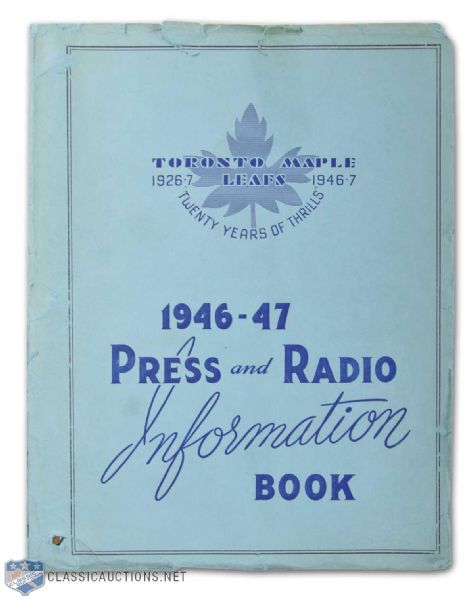 TORONTO MAPLE
1926-7 LEAFS 1946-7
TWENTY YEARS OF THRILLS
1946-47
PRESS and RADIO
Information
BOOK
CLASSICAUCTIONS.NET